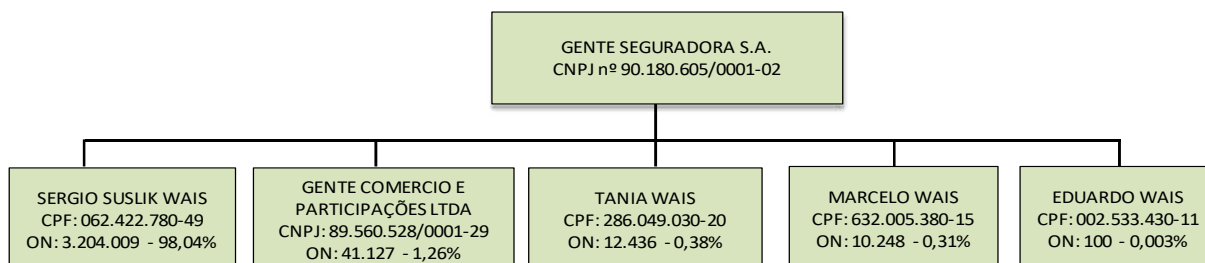 GENTE SEGURADORA S.A.
CNPJ nº 90.180.605/0001-02
SERGIO SUSLIK WAIS
CPF: 062.422.780-49
ON: 3.204.009 - 98,04%
GENTE COMERCIO E
PARTICIPAÇÕES LTDA
CNPJ: 89.560.528/0001-29
ON: 41.127 - 1,26%
TANIA WAIS
CPF: 286.049.030-20
ON: 12.436 - 0,38%
MARCELO WAIS
CPF: 632.005.380-15
ON: 10.248 - 0,31%
EDUARDO WAIS
CPF: 002.533.430-11
ON: 100 - 0,003%